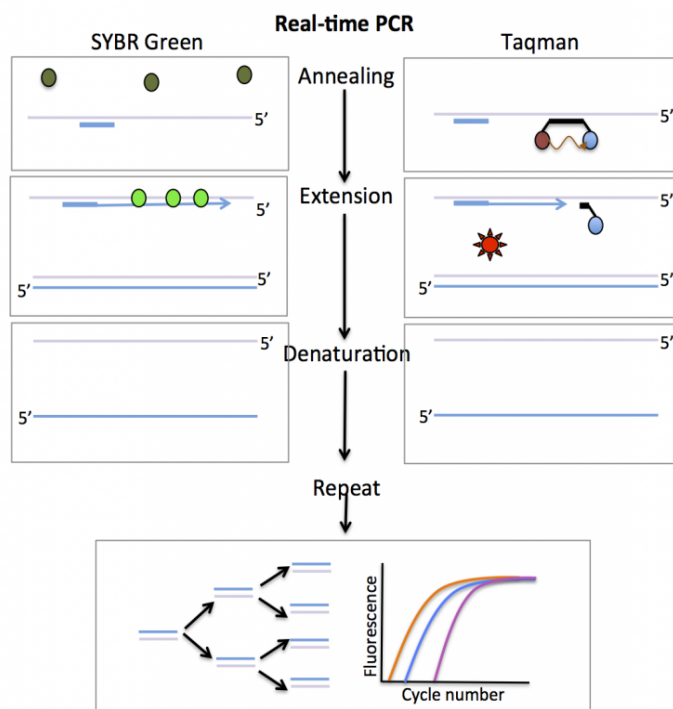 Real-time PCR
SYBR Green
Taqman
Annealing
5’
5’
Extension
5’
5’
5’
5’
5’
5’
Denaturation
5’
5’
5’
5’
Repeat
Fluorescence
Cycle number